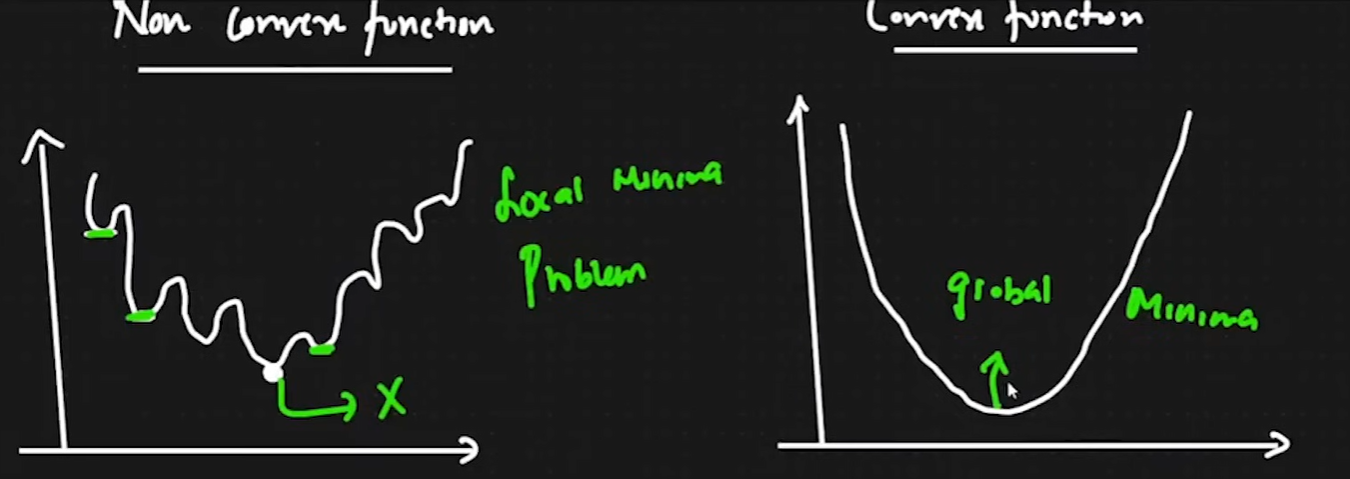 Non convex function
Convex function
Local Minima
Problem
X
global
Minima